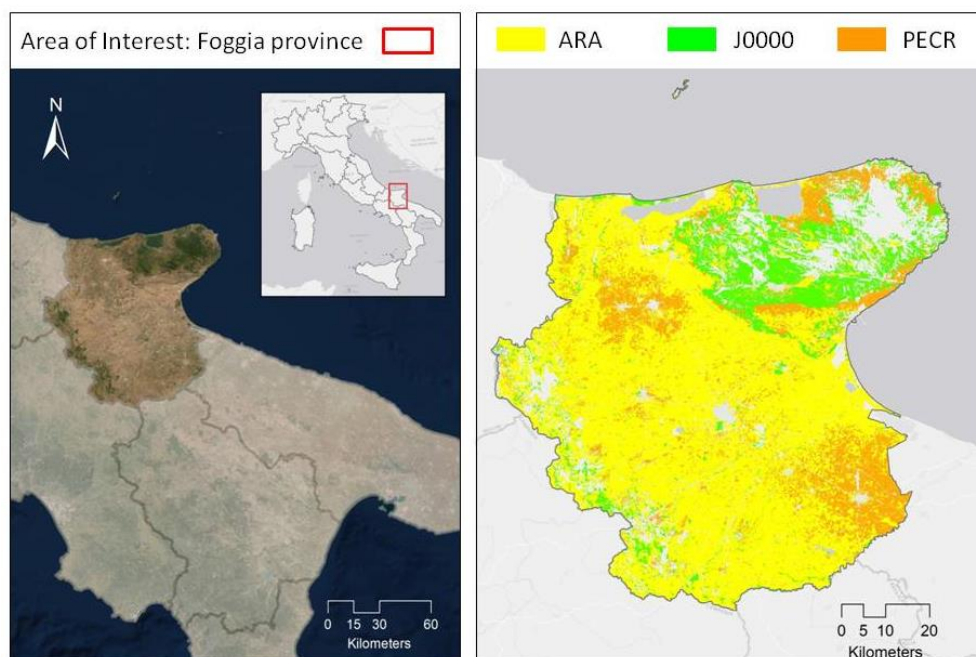 Area of Interest: Foggia province
ARA
J0000
PECR
N
0 15 30 60
Kilometers
0 5 10 20
Kilometers